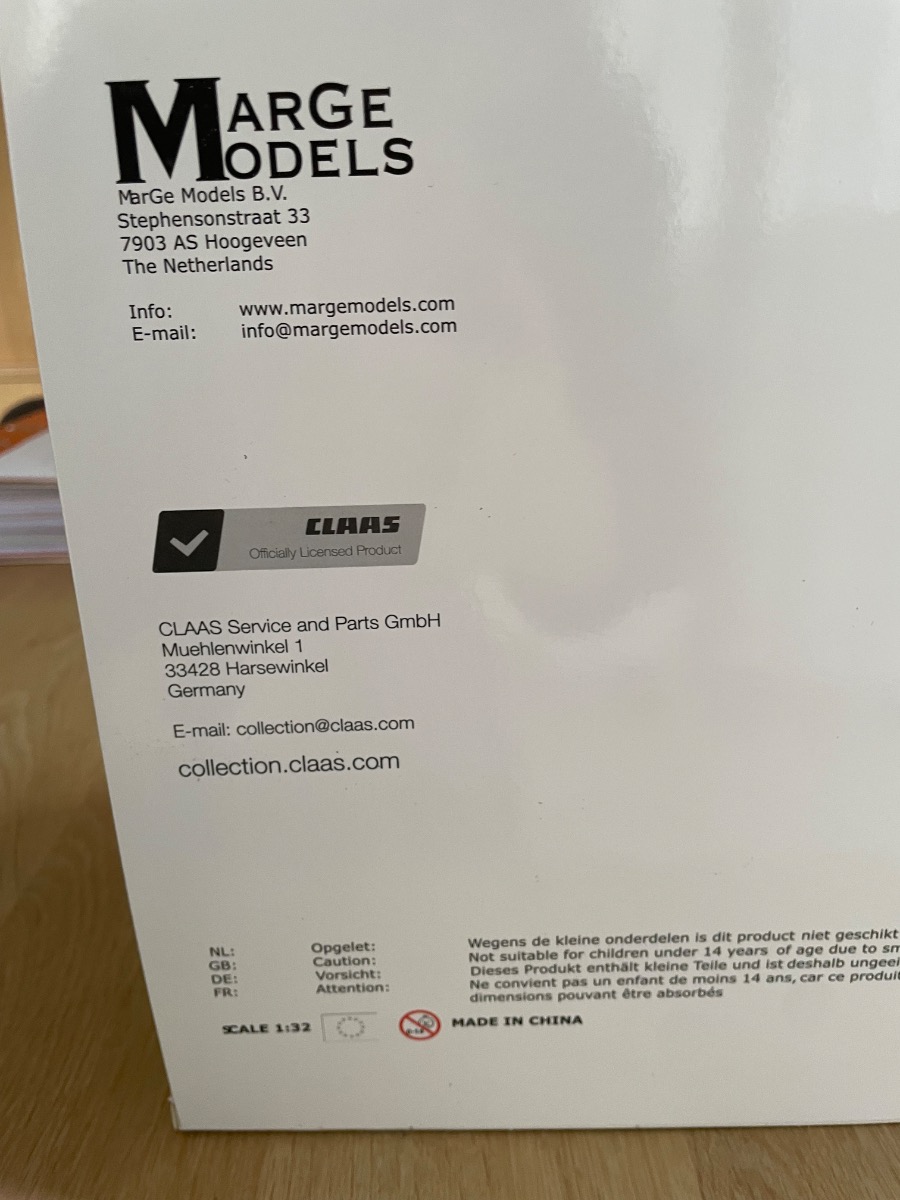 MARGE
MODELS
MarGe Models B.V.
Stephensonstraat 33
7903 AS Hoogeveen
The Netherlands
Info: www.margemodels.com
E-mail: info@margemodels.com
CLAAS
Officially Licensed Product
CLAAS Service and Parts GmbH
Muehlenwinkel 1
33428 Harsewinkel
Germany
E-mail: collection@claas.com
collection.claas.com
NL: Opgelet: Wegens de kleine onderdelen is dit product niet geschikt
GB: Caution: Not suitable for children under 14 years of age due to
DE: Vorsicht: Dieses Produkt enthält kleine Teile und ist deshalb
FR: Attention: Ne convient pas un enfant de moins 14 ans, car ce
dimensions pouvant être absorbés
SCALE 1:32 MADE IN CHINA